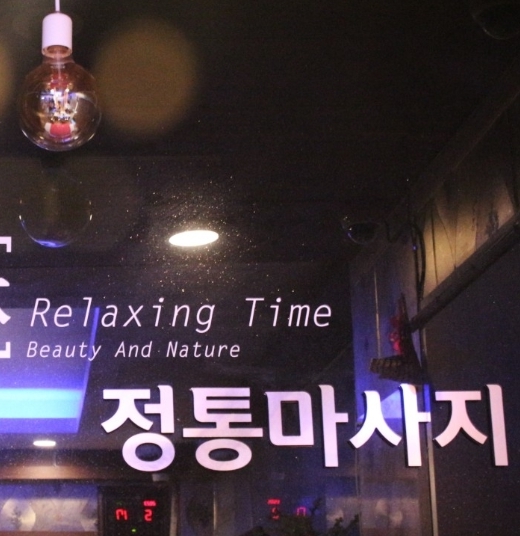 Relaxing Time
Beauty And Nature
정통마사지